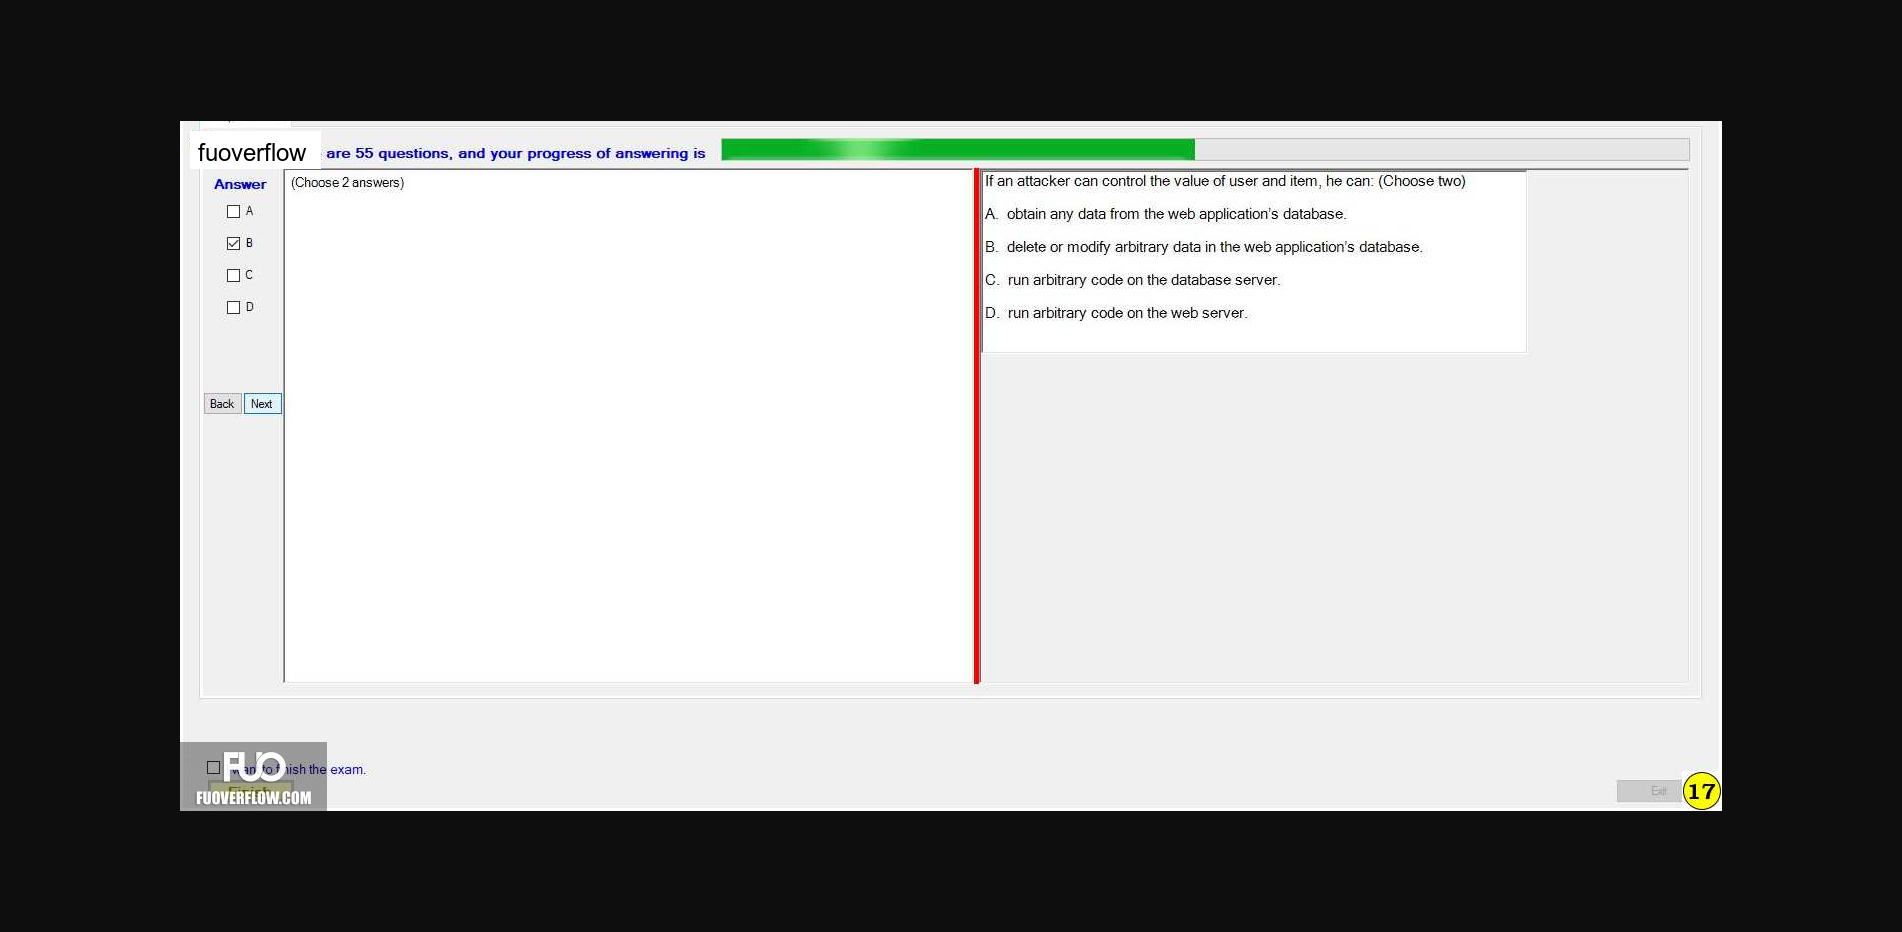 fuoverflow are 55 questions, and your progress of answering is
Answer
(Choose 2 answers)
A
B
C
D
Back Next
If an attacker can control the value of user and item, he can: (Choose two)
A. obtain any data from the web application's database.
B. delete or modify arbitrary data in the web application's database.
C. run arbitrary code on the database server.
D. run arbitrary code on the web server.
FUO
want to finish the exam.
Finish
FUOVERFLOW.COM
Exit
17